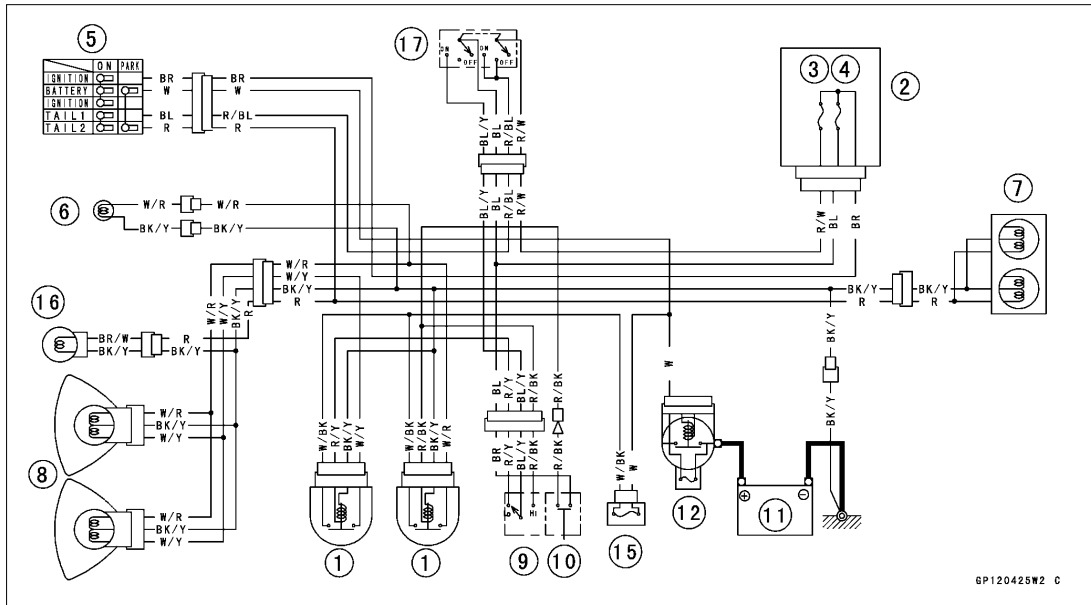 5
ON PARK
IGNITION
BATTERY
IGNITION
TAIL1
TAIL2
BR
W
BL
R
BR
W
R/BL
R
17
ON
OFF
ON
OFF
BL/Y
BL
R/BL
R/W
BL/Y
BL
R/BL
R/W
3
4
2
R/W
BL
BR
6
W/R
W/R
BK/Y
BK/Y
7
BK/Y
R
BK/Y
R
W/R
W/Y
BK/Y
R
W/R
W/Y
BK/Y
R
16
BR/W
BK/Y
R
BK/Y
BK/Y
BK/Y
8
W/R
BK/Y
W/Y
W/R
BK/Y
W/Y
W/BK
R/Y
BK/Y
W/Y
W/BK
R/BK
BK/Y
W/R
1
1
BL
R/Y
BL/Y
R/BK
R/BK
BR
R/Y
BL/Y
R/BK
R/BK
HI
9
10
W/BK
W
15
W
12
+
−
11
GP120425W2 C